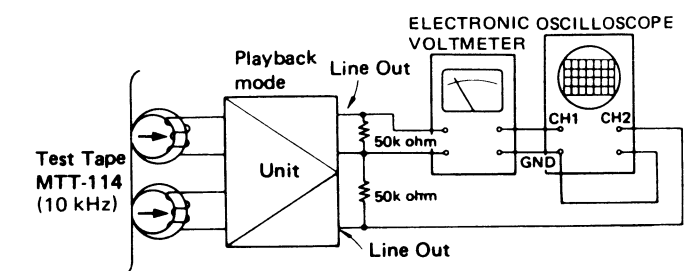 ELECTRONIC
VOLTMETER
OSCILLOSCOPE
Playback
mode
Line Out
CH1
CH2
50k ohm
GND
Test Tape
MTT-114
(10 kHz)
Unit
50k ohm
Line Out